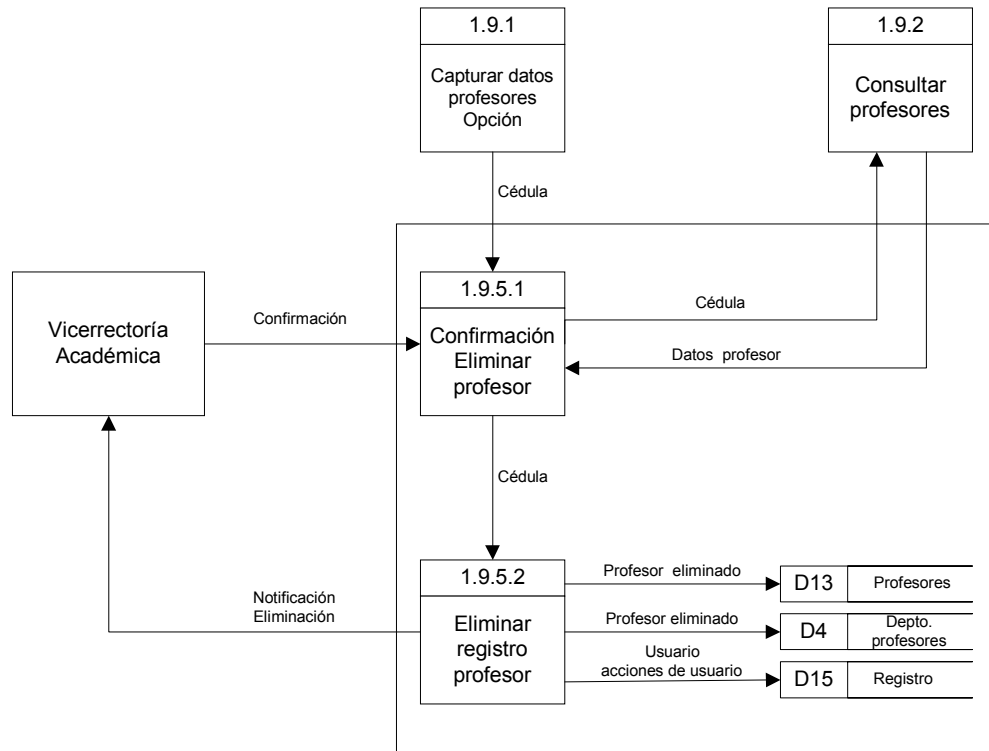 1.9.1
Capturar datos
profesores
Opción
1.9.2
Consultar
profesores
Cédula
Vicerrectoría
Académica
Confirmación
1.9.5.1
Confirmación
Eliminar
profesor
Cédula
Datos profesor
Cédula
Notificación
Eliminación
1.9.5.2
Eliminar
registro
profesor
Profesor eliminado
D13
Profesores
Profesor eliminado
D4
Depto.
profesores
Usuario
acciones de usuario
D15
Registro